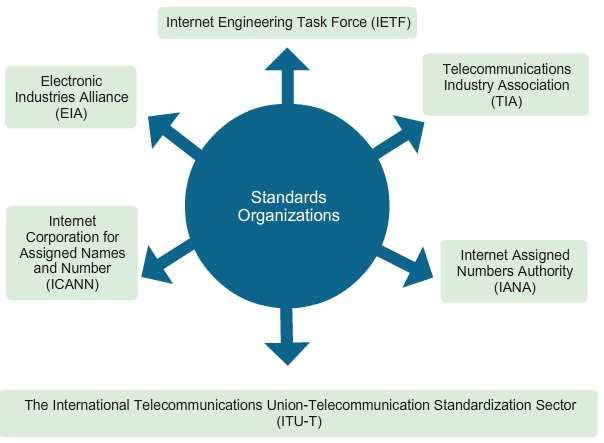 Internet Engineering Task Force (IETF)
Electronic
Industries Alliance
(EIA)
Telecommunications
Industry Association
(TIA)
Standards
Organizations
Internet
Corporation for
Assigned Names
and Number
(ICANN)
Internet Assigned
Numbers Authority
(IANA)
The International Telecommunications Union-Telecommunication Standardization Sector
(ITU-T)